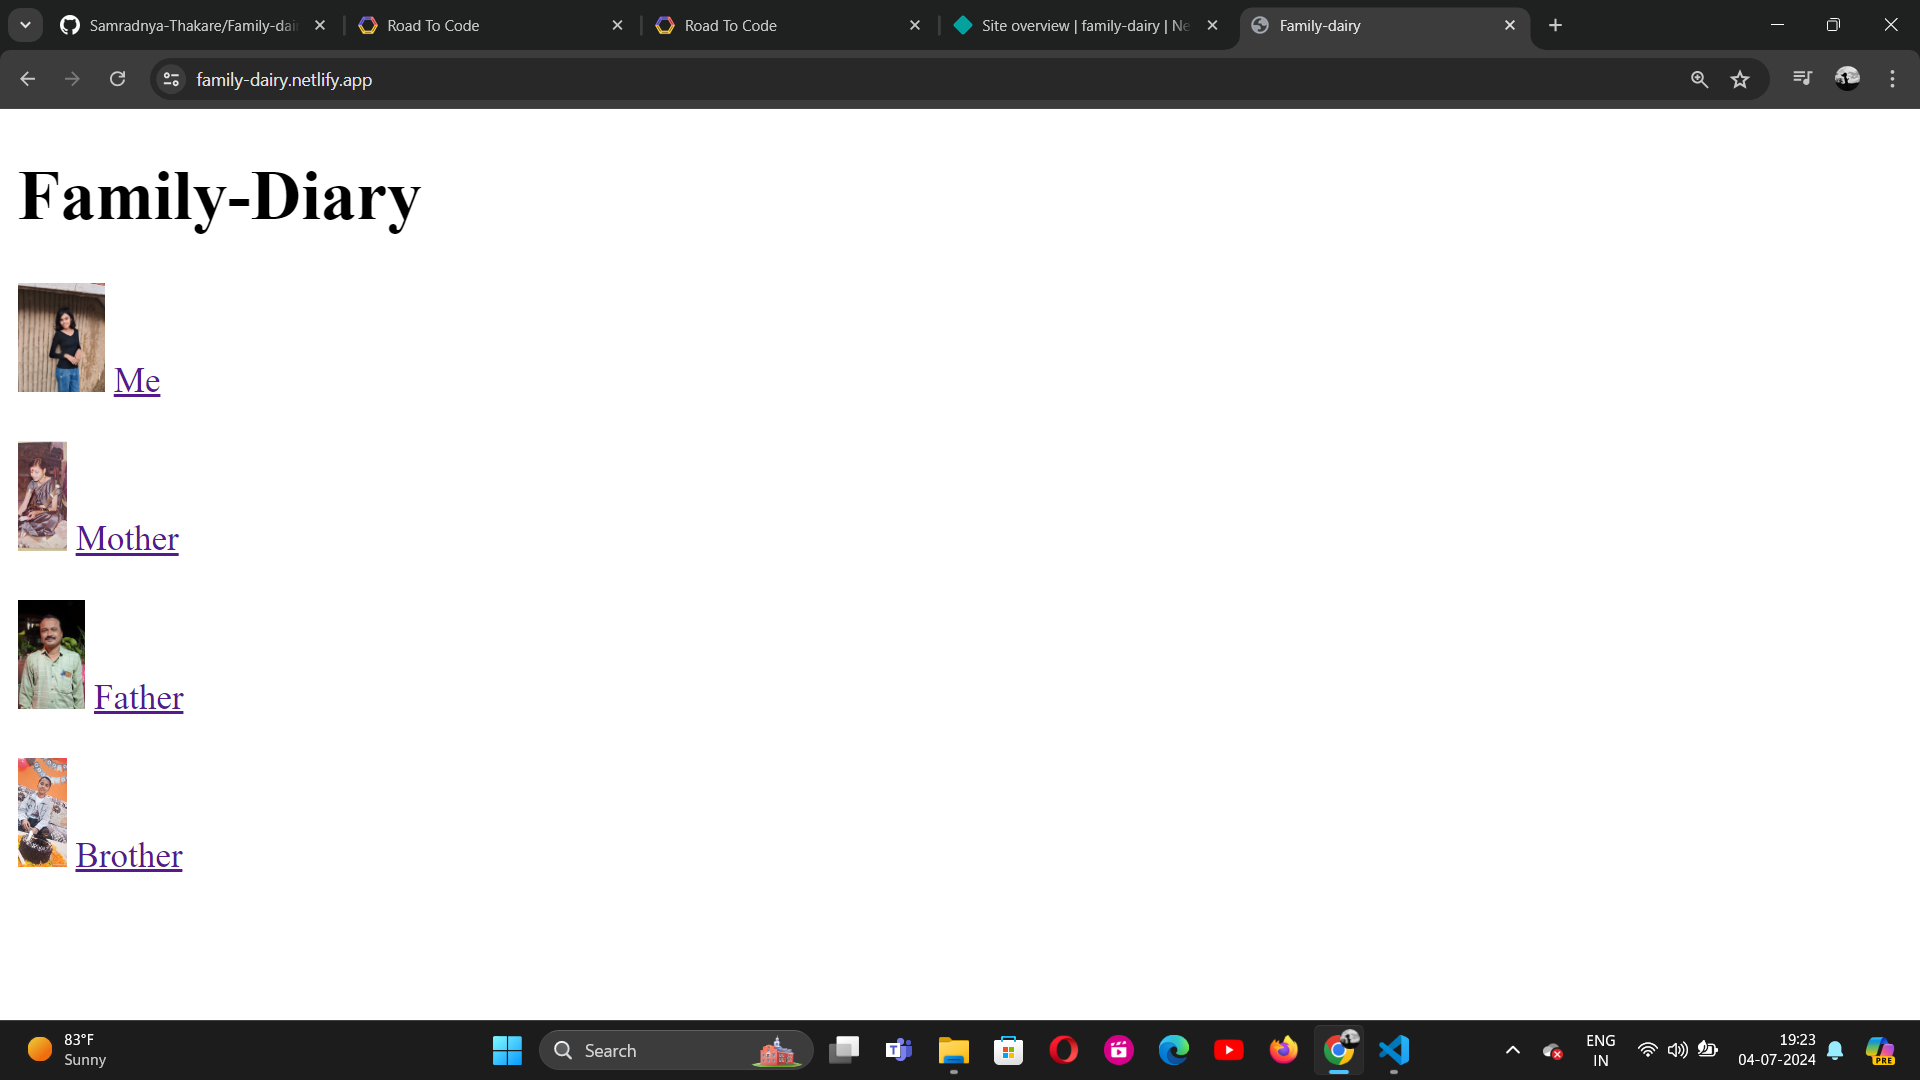 Samradnya-Thakare/Family-dai
Road To Code
Road To Code
Site overview | family-dairy | Ne
Family-dairy
family-dairy.netlify.app
Family-Diary
Me
Mother
Father
Brother
83°F
Sunny
Search
ENG
IN
19:23
04-07-2024
PRE